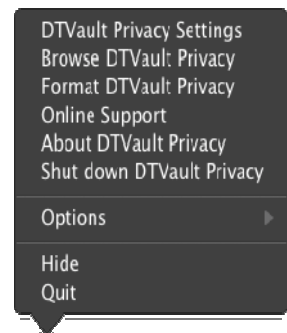 DTVault Privacy Settings
Browse DTVault Privacy
Format DTVault Privacy
Online Support
About DTVault Privacy
Shut down DTVault Privacy
Options
Hide
Quit